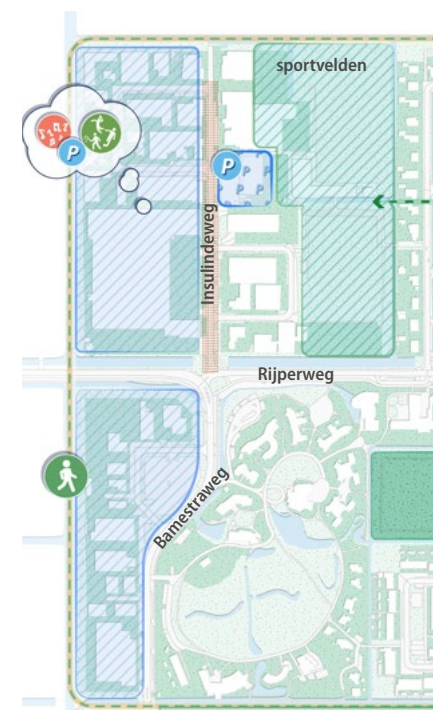 sportvelden
P
P
P P
P P P
P P
Insulindeweg
Rijperweg
Bamestraweg